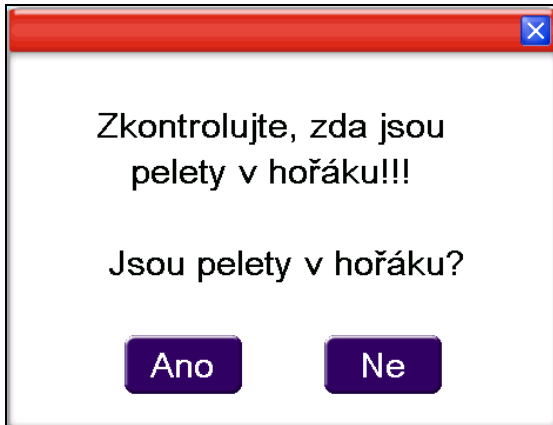 Zkontrolujte, zda jsou
pelety v hořáku!!!
Jsou pelety v hořáku?
Ano
Ne